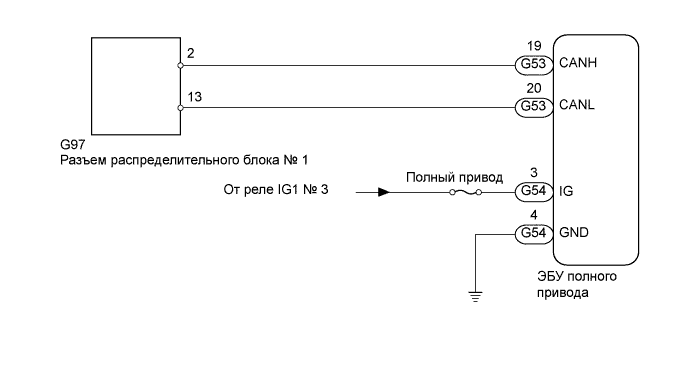 2
19
G53 CANH
13
20
G53 CANL
G97
Разъем распределительного блока № 1
Полный привод
3
От реле IG1 № 3
G54 IG
4
G54 GND
ЭБУ полного
привода